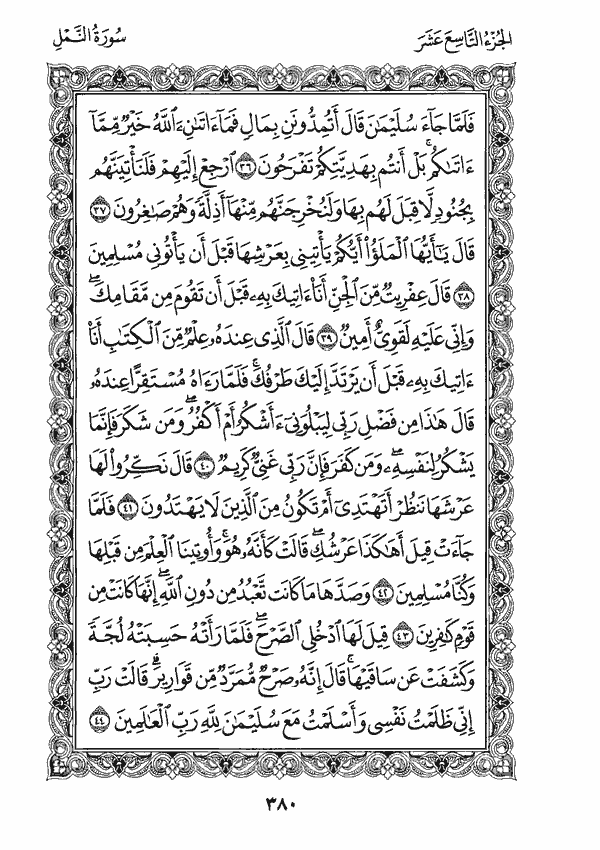 الجزء التاسع عشر
سورة النمل
فَلَمَّا جَآءَ سُلَيْمَٰنَ قَالَ أَتُمِدُّونَنِ بِمَالٍ فَمَآ ءَاتَىٰنِۦَ ٱللَّهُ خَيْرٌ مِّمَّآ
ءَاتَىٰكُم ۚ بَلْ أَنتُم بِهَدِيَّتِكُمْ تَفْرَحُونَ ٣٦ ٱرْجِعْ إِلَيْهِمْ فَلَنَأْتِيَنَّهُم
بِجُنُودٍ لَّا قِبَلَ لَهُم بِهَا وَلَنُخْرِجَنَّهُم مِّنْهَآ أَذِلَّةً وَهُمْ صَٰغِرُونَ ٣٧
قَالَ يَٰٓأَيُّهَا ٱلْمَلَؤُا۟ أَيُّكُمْ يَأْتِينِى بِعَرْشِهَا قَبْلَ أَن يَأْتُونِى مُسْلِمِينَ
٣٨ قَالَ عِفْرِيتٌ مِّنَ ٱلْجِنِّ أَنَا۠ ءَاتِيكَ بِهِۦ قَبْلَ أَن تَقُومَ مِن مَّقَامِكَ ۖ
وَإِنِّى عَلَيْهِ لَقَوِىٌّ أَمِينٌ ٣٩ قَالَ ٱلَّذِى عِندَهُۥ عِلْمٌ مِّنَ ٱلْكِتَٰبِ أَنَا۠
ءَاتِيكَ بِهِۦ قَبْلَ أَن يَرْتَدَّ إِلَيْكَ طَرْفُكَ ۚ فَلَمَّا رَءَاهُ مُسْتَقِرًّا عِندَهُۥ
قَالَ هَٰذَا مِن فَضْلِ رَبِّى لِيَبْلُوَنِىٓ ءَأَشْكُرُ أَمْ أَكْفُرُ ۖ وَمَن شَكَرَ فَإِنَّمَا
يَشْكُرُ لِنَفْسِهِۦ ۖ وَمَن كَفَرَ فَإِنَّ رَبِّى غَنِىٌّ كَرِيمٌ ٤٠ قَالَ نَكِّرُوا۟ لَهَا
عَرْشَهَا نَنظُرْ أَتَهْتَدِىٓ أَمْ تَكُونُ مِنَ ٱلَّذِينَ لَا يَهْتَدُونَ ٤١ فَلَمَّا
جَآءَتْ قِيلَ أَهَٰكَذَا عَرْشُكِ ۖ قَالَتْ كَأَنَّهُۥ هُوَ ۚ وَأُوتِينَا ٱلْعِلْمَ مِن قَبْلِهَا
وَكُنَّا مُسْلِمِينَ ٤٢ وَصَدَّهَا مَا كَانَت تَّعْبُدُ مِن دُونِ ٱللَّهِ ۖ إِنَّهَا كَانَتْ مِن
قَوْمٍ كَٰفِرِينَ ٤٣ قِيلَ لَهَا ٱدْخُلِى ٱلصَّرْحَ ۖ فَلَمَّا رَأَتْهُ حَسِبَتْهُ لُجَّةً
وَكَشَفَتْ عَن سَاقَيْهَا ۚ قَالَ إِنَّهُۥ صَرْحٌ مُّمَرَّدٌ مِّن قَوَارِيرَ ۗ قَالَتْ رَبِّ
إِنِّى ظَلَمْتُ نَفْسِى وَأَسْلَمْتُ مَعَ سُلَيْمَٰنَ لِلَّهِ رَبِّ ٱلْعَٰلَمِينَ ٤٤
٣٨٠